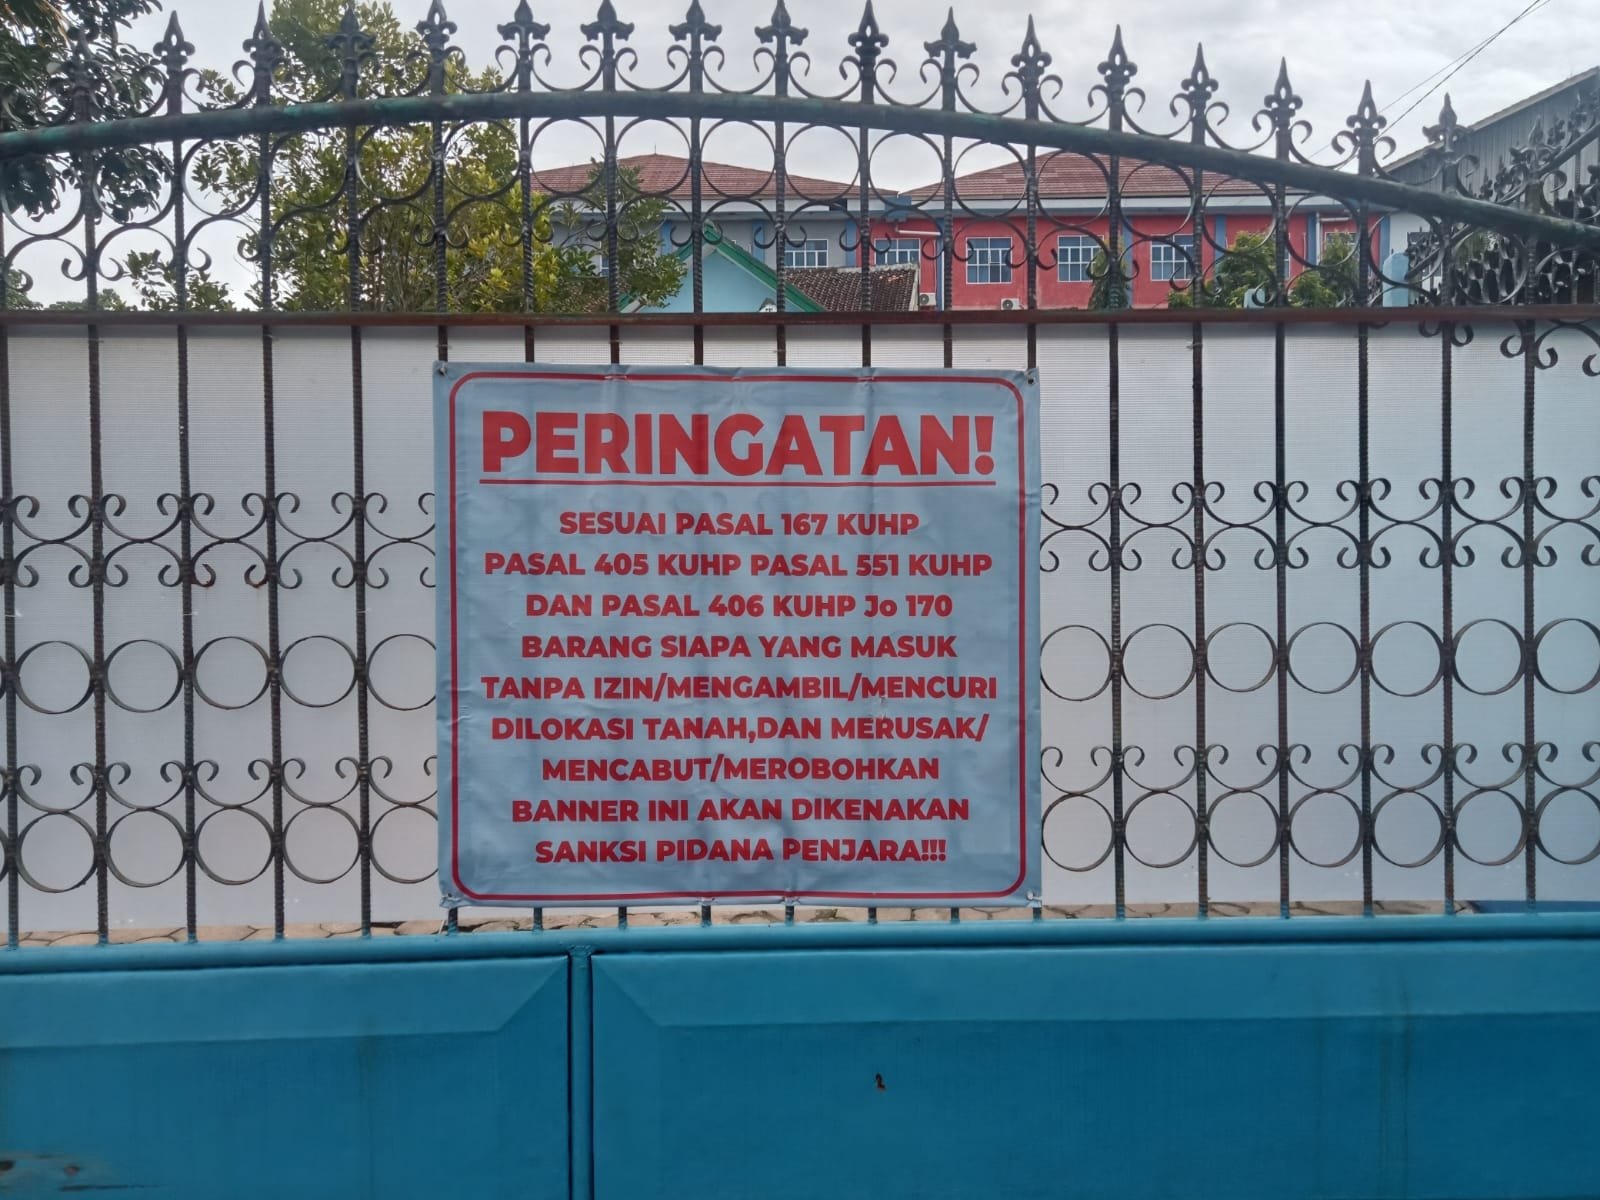 PERINGATAN!
SESUAI PASAL 167 KUHP
PASAL 405 KUHP PASAL 551 KUHP
DAN PASAL 406 KUHP Jo 170
BARANG SIAPA YANG MASUK
TANPA IZIN/MENGAMBIL/MENCURI
DILOKASI TANAH,DAN MERUSAK/
MENCABUT/MEROBOHKAN
BANNER INI AKAN DIKENAKAN
SANKSI PIDANA PENJARA!!!